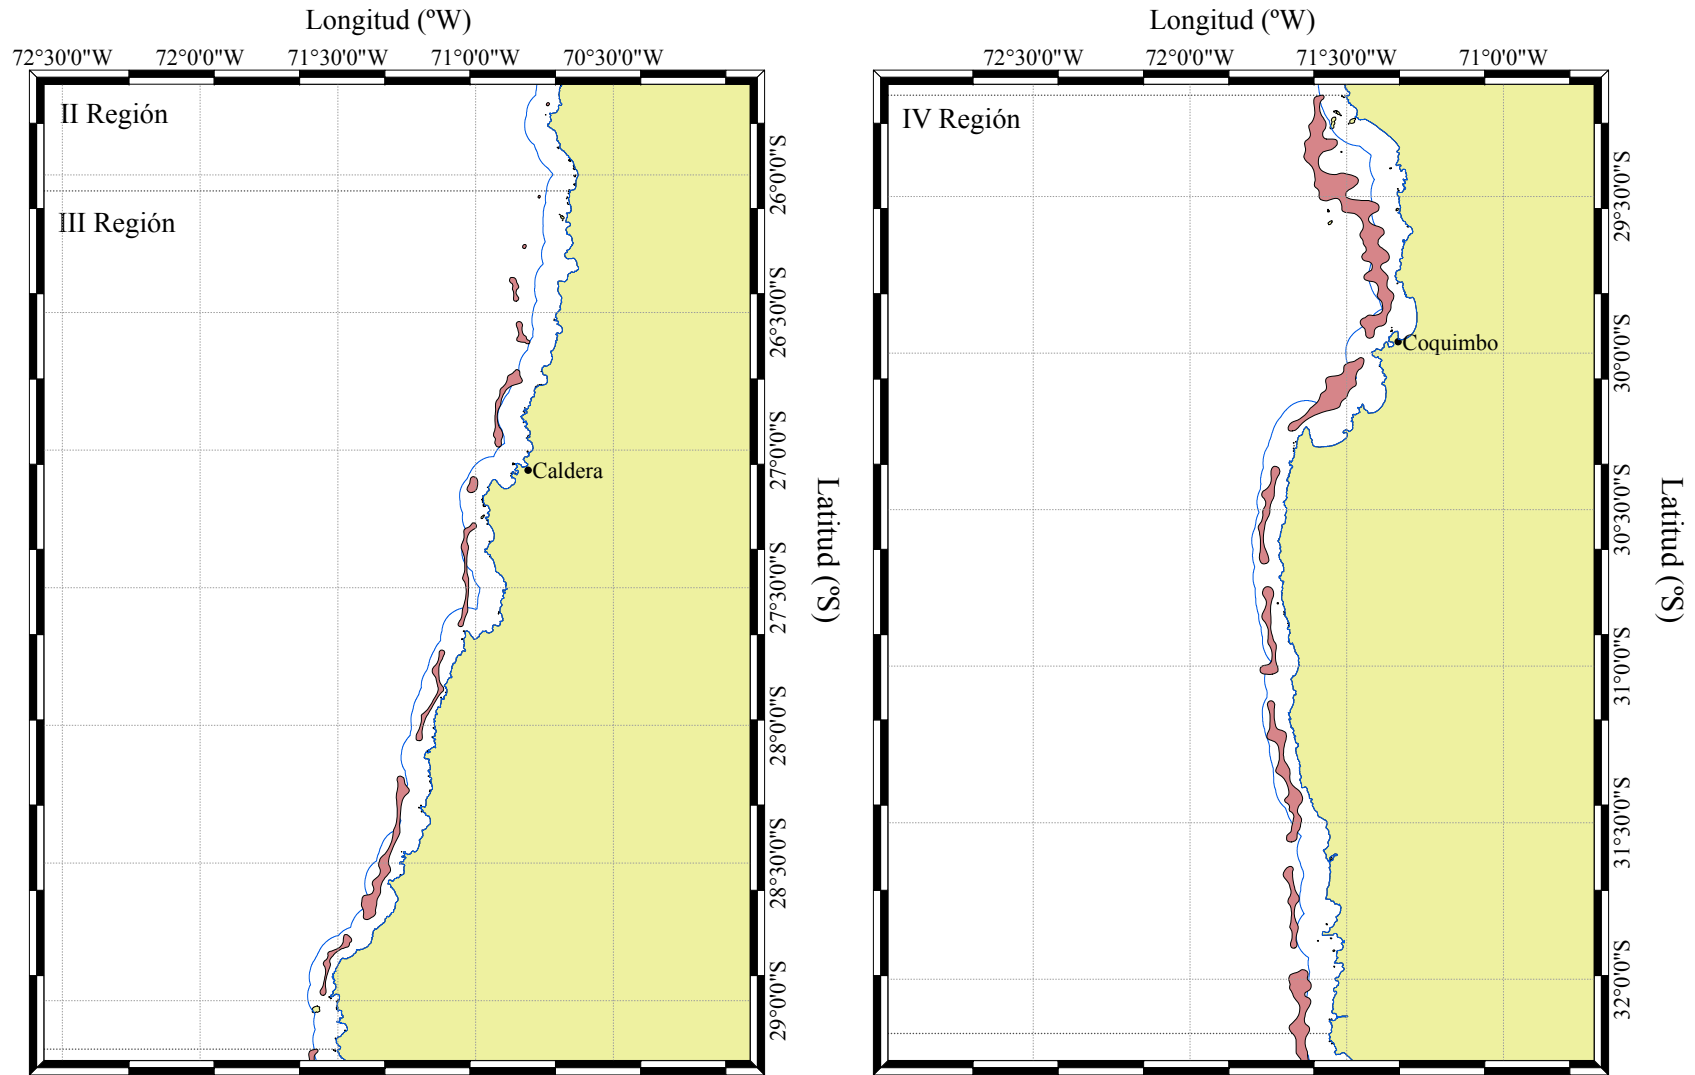 Longitud (ºW)
72°30'0"W 72°0'0"W 71°30'0"W 71°0'0"W 70°30'0"W
II Región
III Región
Caldera
26°0'0"S
26°30'0"S
27°0'0"S
27°30'0"S
28°0'0"S
28°30'0"S
29°0'0"S
Latitud (ºS)
Longitud (ºW)
72°30'0"W 72°0'0"W 71°30'0"W 71°0'0"W
IV Región
Coquimbo
29°30'0"S
30°0'0"S
30°30'0"S
31°0'0"S
31°30'0"S
32°0'0"S
Latitud (ºS)